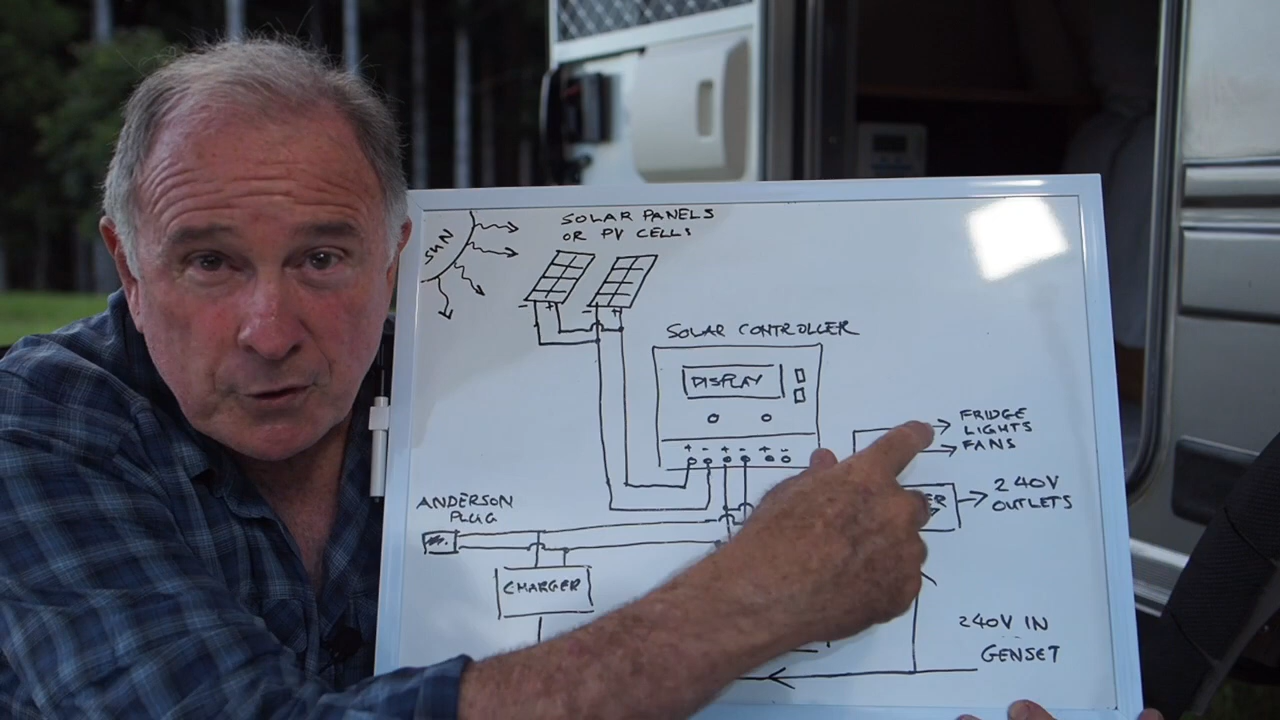 SUN
SOLAR PANELS
OR PV CELLS
- + - +
SOLAR CONTROLLER
DISPLAY
+ - + - + -
FRIDGE
LIGHTS
FANS
240V
OUTLETS
ANDERSON
PLUG
CHARGER
240V IN
GENSET